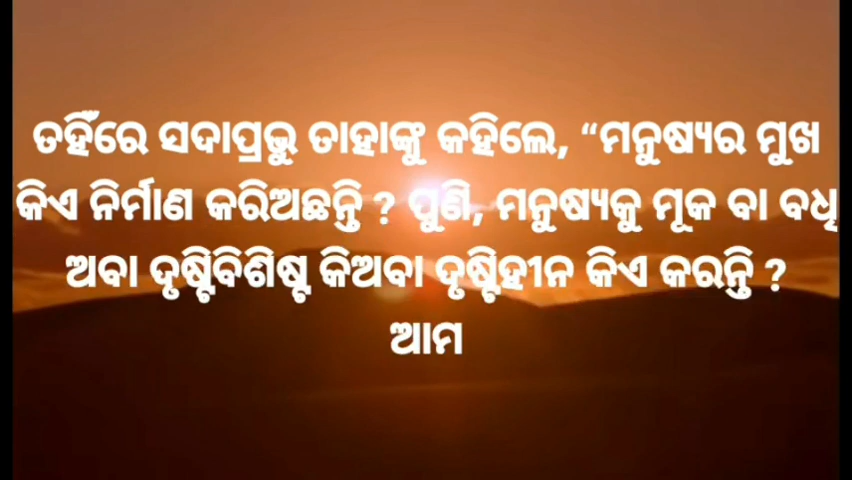 ତହିଁରେ ସଦାପ୍ରଭୁ ତାହାଙ୍କୁ କହିଲେ, “ମନୁଷ୍ୟର ମୁଖ
କିଏ ନିର୍ମାଣ କରିଅଛନ୍ତି ? ପୁଣି, ମନୁଷ୍ୟକୁ ମୂକ ବା ବଧି
ଅବା ଦୃଷ୍ଟିବିଶିଷ୍ଟ କିଅବା ଦୃଷ୍ଟିହୀନ କିଏ କରନ୍ତି ?
ଆମ